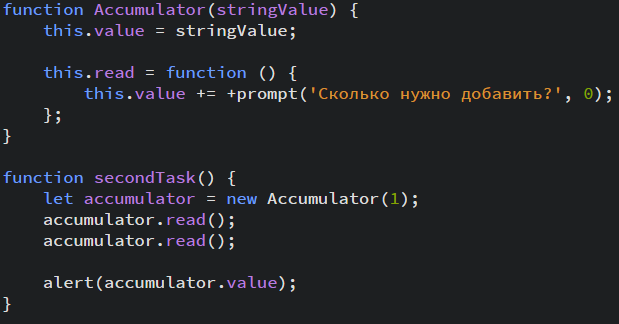 function Accumulator(stringValue) {
    this.value = stringValue;

    this.read = function () {
        this.value += +prompt('Сколько нужно добавить?', 0);
    };
}

function secondTask() {
    let accumulator = new Accumulator(1);
    accumulator.read();
    accumulator.read();

    alert(accumulator.value);
}